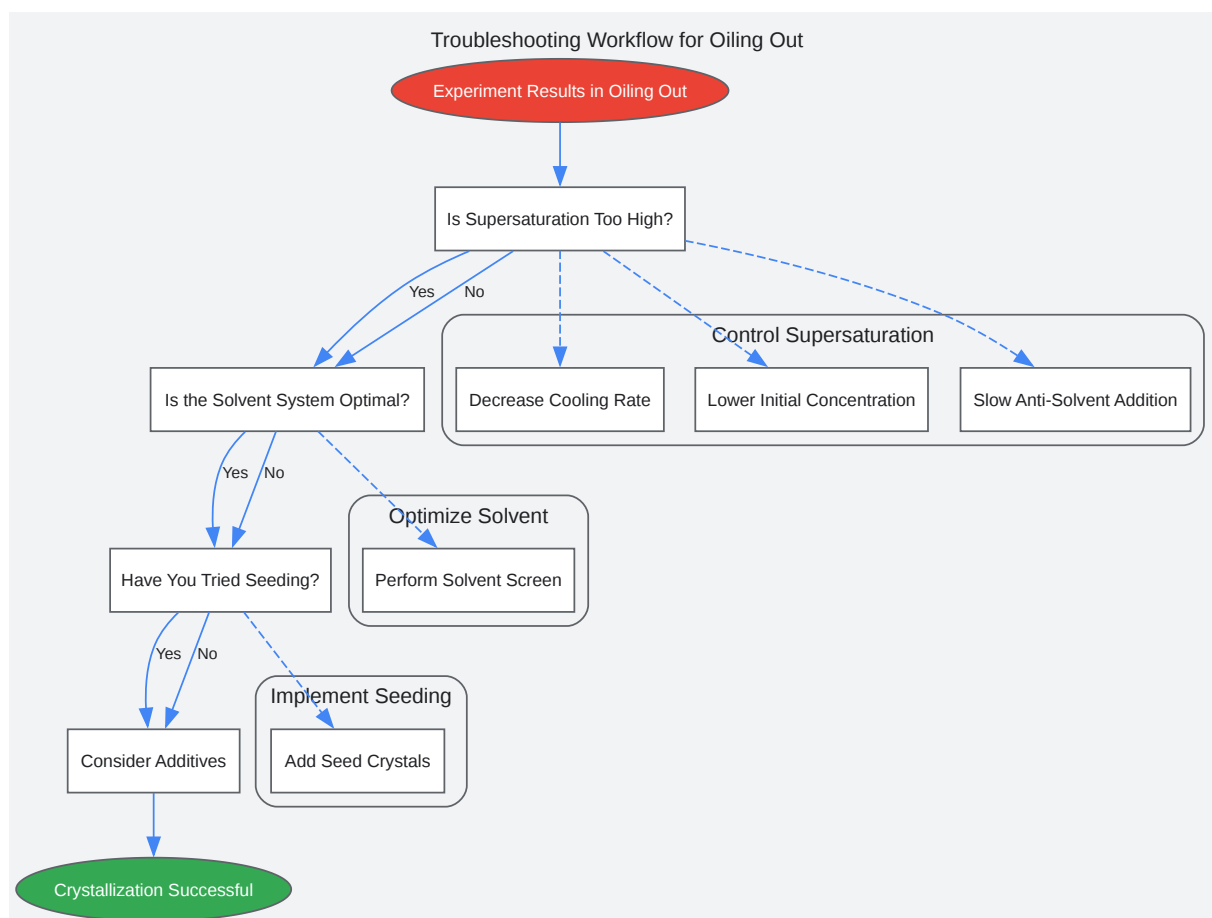 Troubleshooting Workflow for Oiling Out
Experiment Results in Oiling Out
Is Supersaturation Too High?
Yes
No
Control Supersaturation
Is the Solvent System Optimal?
Decrease Cooling Rate
Lower Initial Concentration
Slow Anti-Solvent Addition
Yes
No
Optimize Solvent
Have You Tried Seeding?
Perform Solvent Screen
Yes
No
Implement Seeding
Consider Additives
Add Seed Crystals
Crystallization Successful